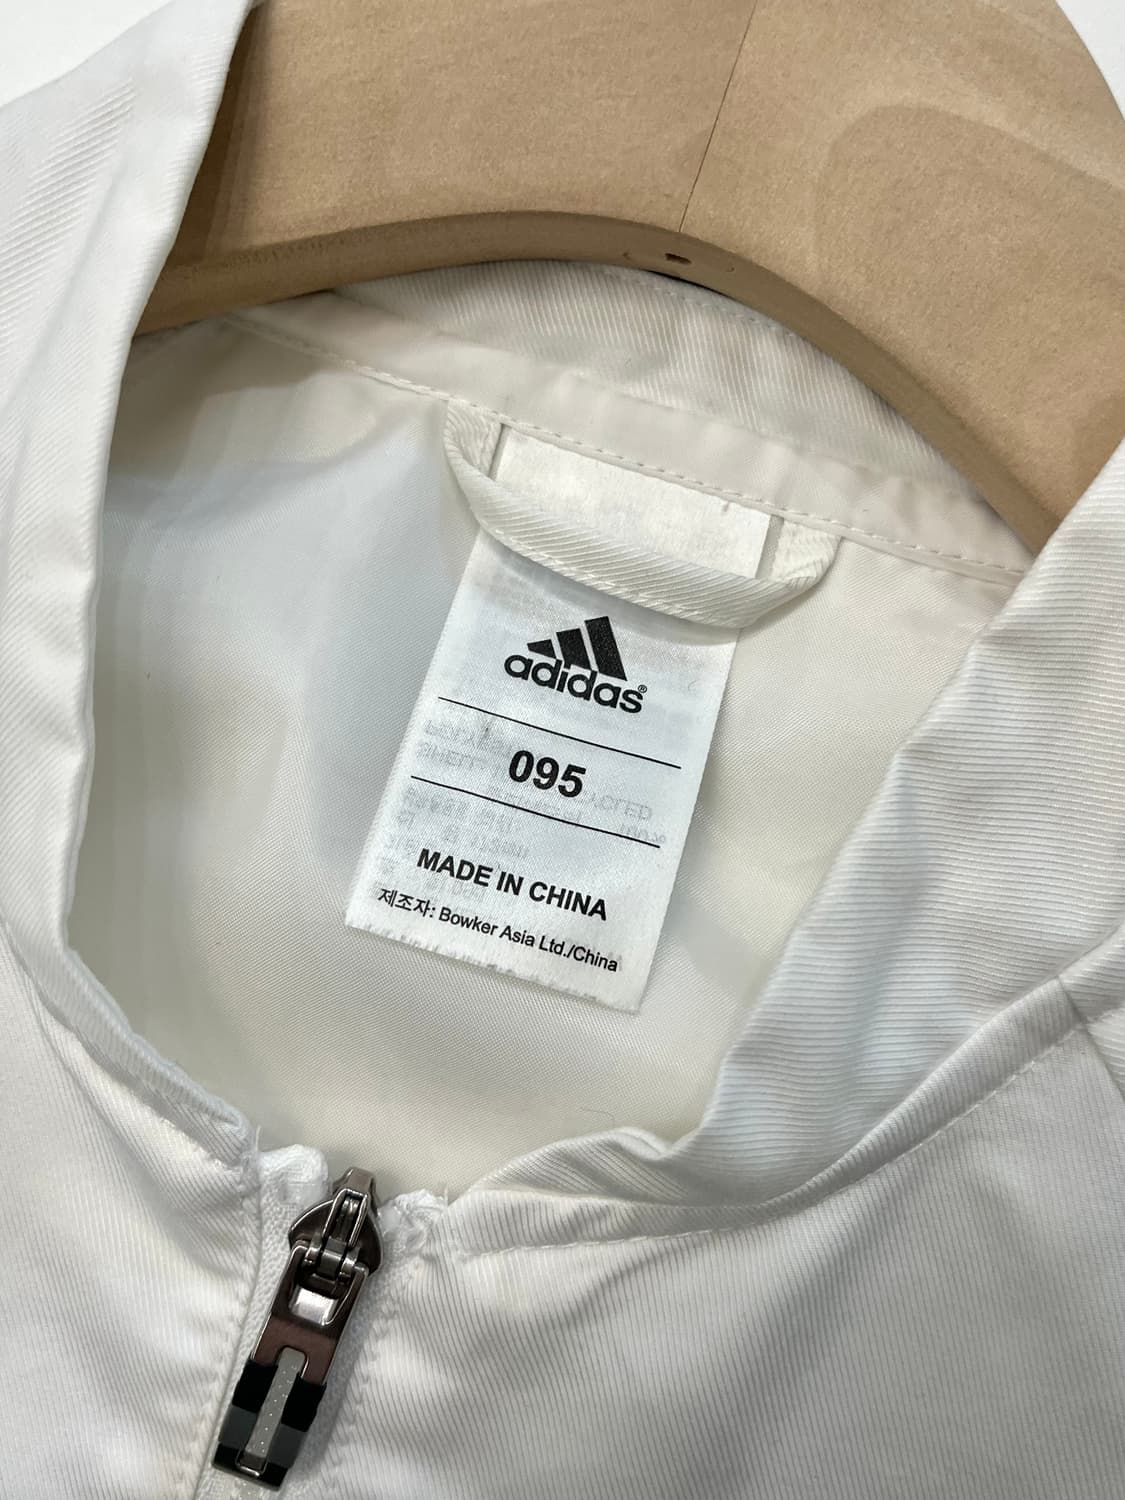 adidas®
095
MADE IN CHINA
제조자: Bowker Asia Ltd./China